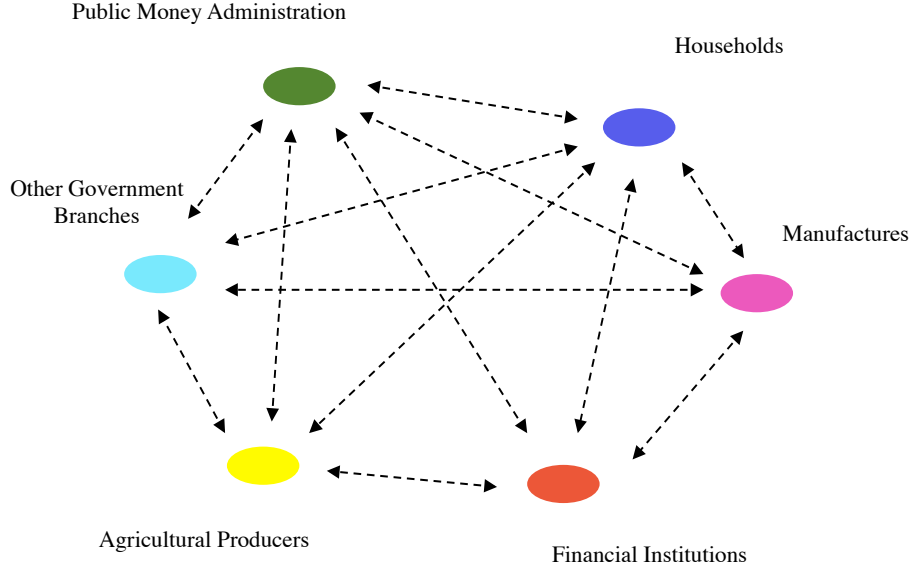 Public Money Administration
Households
Other Government
Branches
Manufactures
Agricultural Producers
Financial Institutions